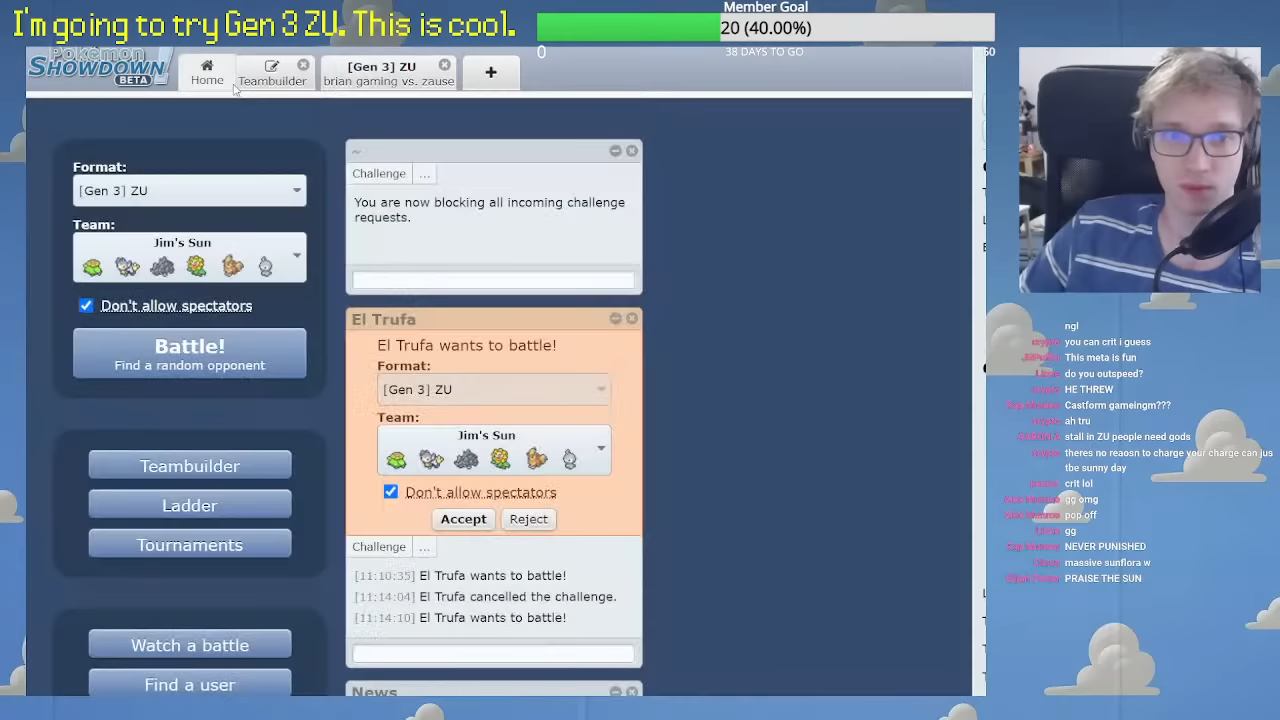 I'm going to try Gen 3 ZU. This is cool.
Member Goal
20 (40.00%)
0
38 DAYS TO GO
Pokémon
SHOWDOWN!
BETA
Home
Teambuilder
[Gen 3] ZU
brian gaming vs. zause
+
Format:
[Gen 3] ZU
Team:
Jim's Sun
Don't allow spectators
Battle!
Find a random opponent
Teambuilder
Ladder
Tournaments
Watch a battle
Find a user
~
Challenge ...
You are now blocking all incoming challenge
requests.
El Trufa
El Trufa wants to battle!
Format:
[Gen 3] ZU
Team:
Jim's Sun
Don't allow spectators
Accept Reject
Challenge ...
[11:10:35] El Trufa wants to battle!
[11:14:04] El Trufa cancelled the challenge.
[11:14:10] El Trufa wants to battle!
News
ngl
you can crit i guess
This meta is fun
do you outspeed?
HE THREW
Castform gameingm???
ah tru
stall in ZU people need gods
theres no reaosn to charge your charge can jus
the sunny day
crit lol
gg omg
pop off
gg
NEVER PUNISHED
massive sunflora w
PRAISE THE SUN